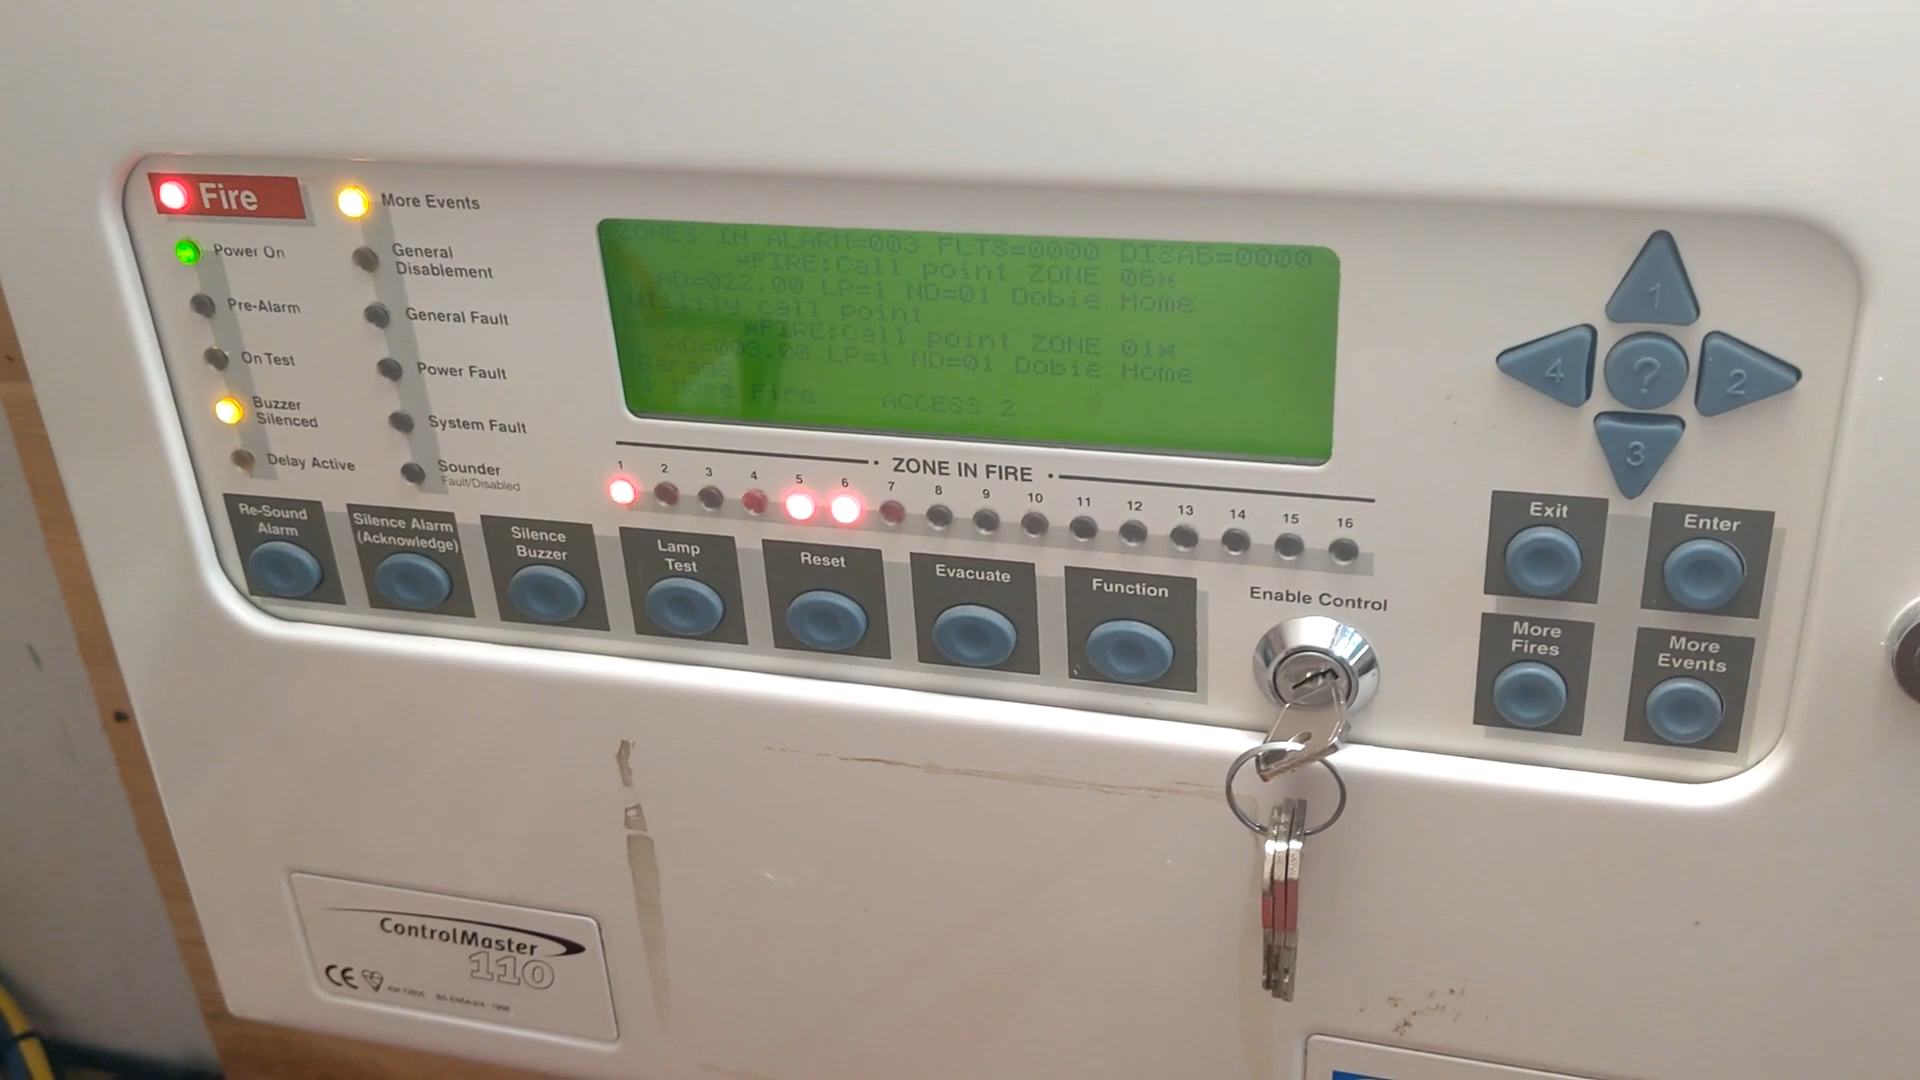 Fire
More Events
Power On
General
Disablement
Pre-Alarm
General Fault
On Test
Power Fault
Buzzer
Silenced
System Fault
Delay Active
Sounder
Fault/Disabled
ZONES IN ALARM=003 FLTS=0000 DISAB=0000
*FIRE:Call point ZONE 06*
AD=022.00 LP=1 ND=01 Dobie Home
Utility call point
*FIRE:Call point ZONE 01*
AD=003.00 LP=1 ND=01 Dobie Home
Garage
1 More Fire ACCESS 2
ZONE IN FIRE
1 2 3 4 5 6 7 8 9 10 11 12 13 14 15 16
Re-Sound
Alarm
Silence Alarm
(Acknowledge)
Silence
Buzzer
Lamp
Test
Reset
Evacuate
Function
Enable Control
1
4
?
2
3
Exit
Enter
More
Fires
More
Events
ControlMaster
110
CE